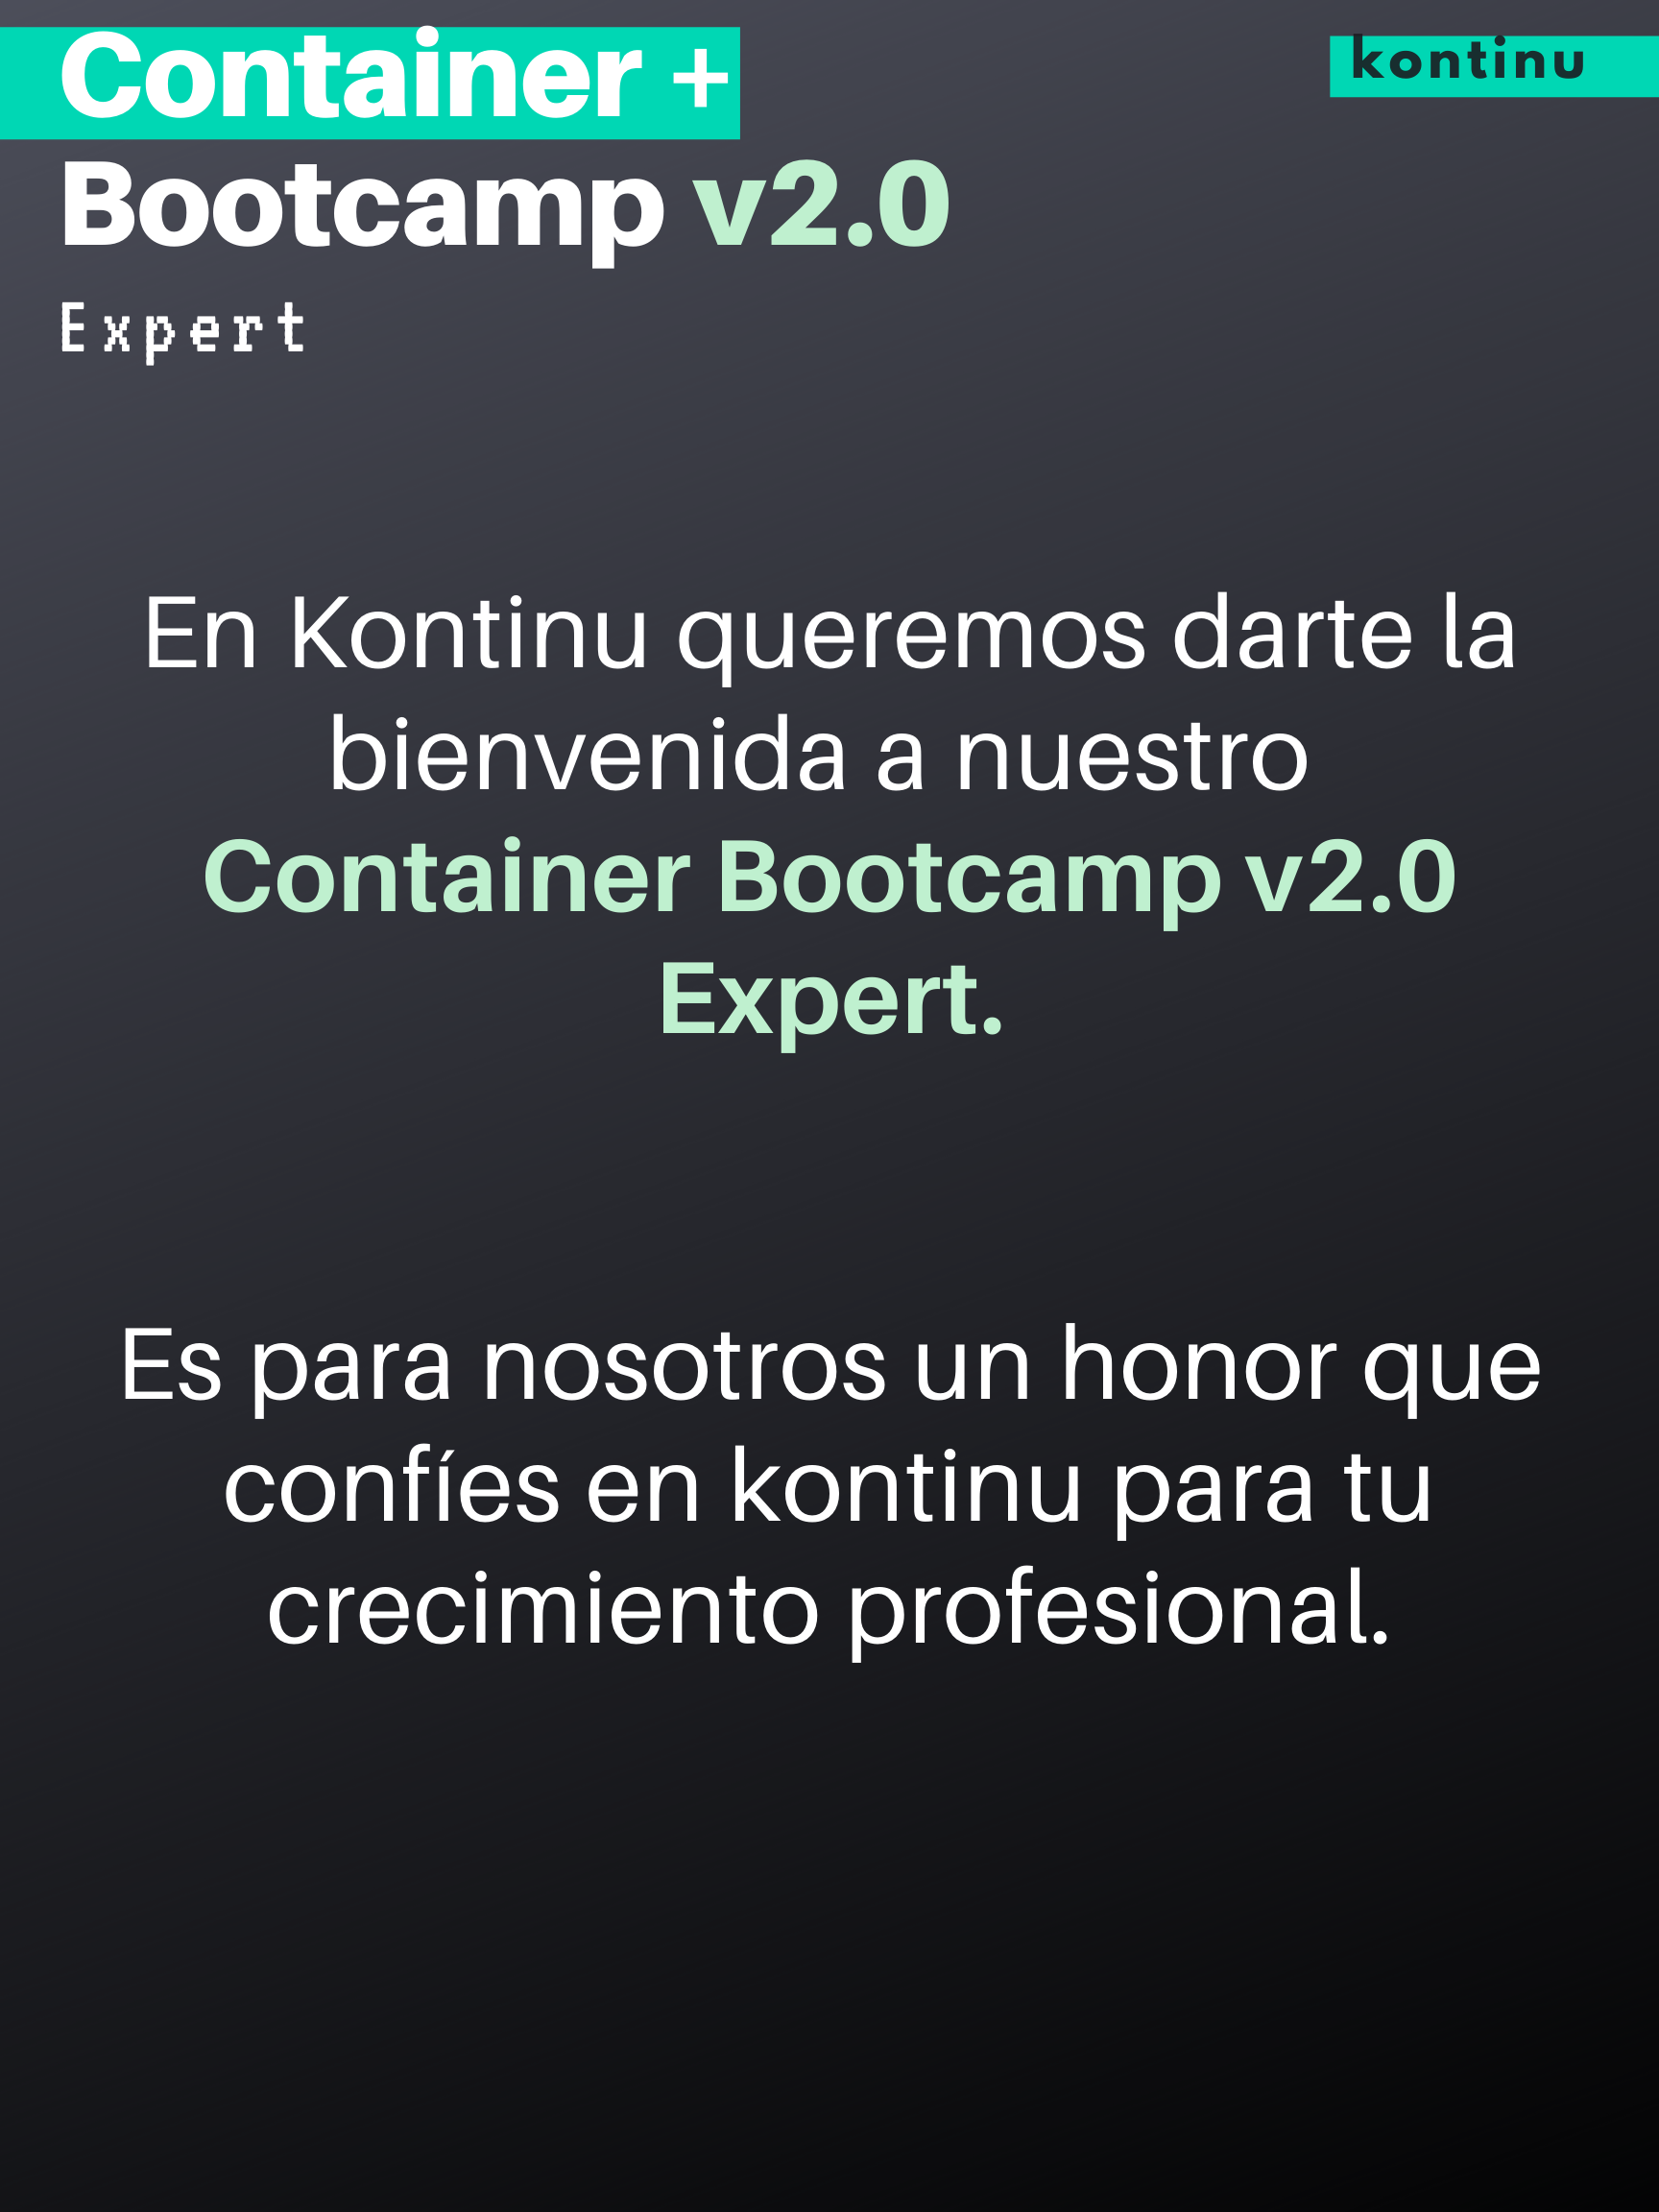 Container +
kontinu
Bootcamp v2.0
Expert
En Kontinu queremos darte la
bienvenida a nuestro
Container Bootcamp v2.0
Expert.
Es para nosotros un honor que
confíes en kontinu para tu
crecimiento profesional.